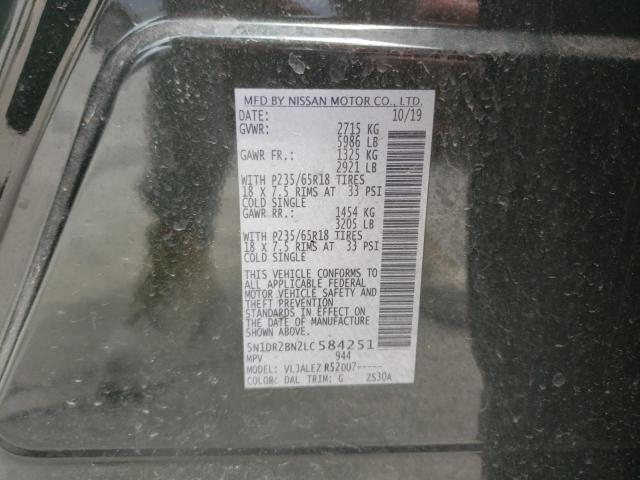 MFD BY NISSAN MOTOR CO., LTD.
DATE: 10/19
GVWR: 2715 KG
5986 LB
GAWR FR.: 1325 KG
2921 LB
WITH P235/65R18 TIRES
18 X 7.5 RIMS AT 33 PSI
COLD SINGLE
GAWR RR.: 1454 KG
3205 LB
WITH P235/65R18 TIRES
18 X 7.5 RIMS AT 33 PSI
COLD SINGLE
THIS VEHICLE CONFORMS TO
ALL APPLICABLE FEDERAL
MOTOR VEHICLE SAFETY AND
THEFT PREVENTION
STANDARDS IN EFFECT ON
THE DATE OF MANUFACTURE
SHOWN ABOVE.
5N1DR2BN2LC584251
MPV 944
MODEL: VLJALEZ R52DU7-----
COLOR: DAL TRIM: G ZS30A